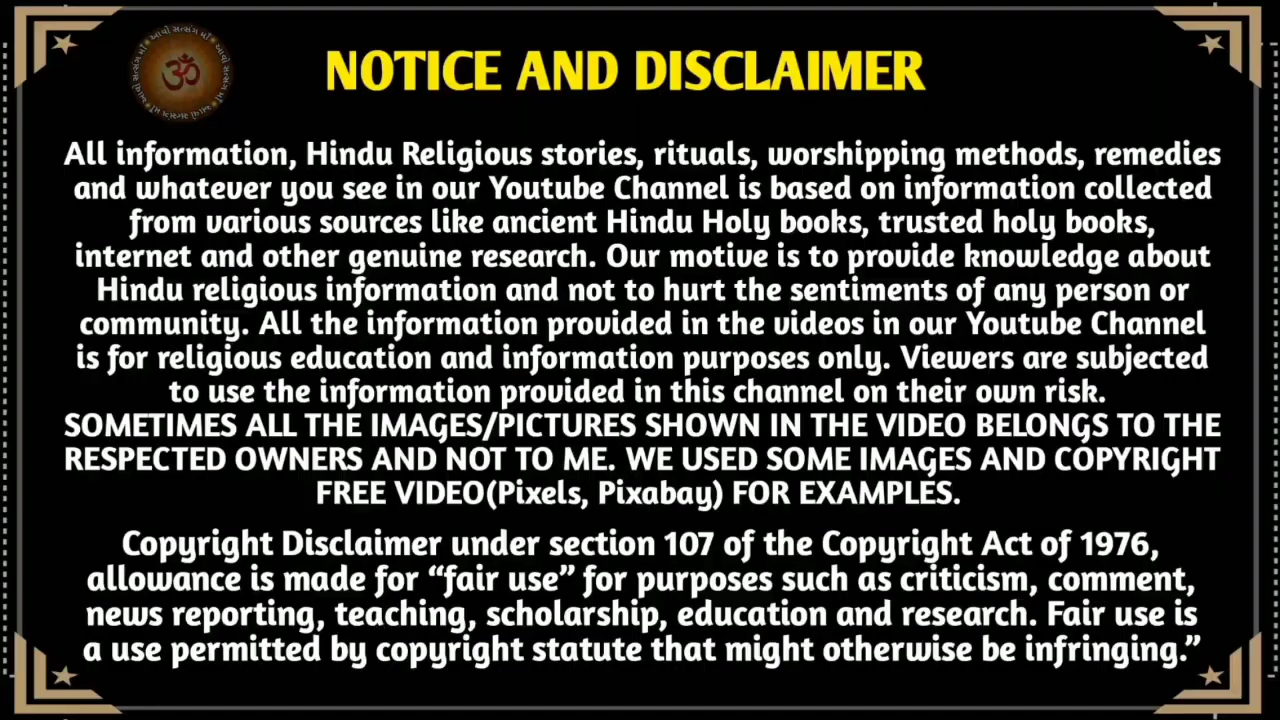 આવો સત્સંગ માઁ
ૐ
NOTICE AND DISCLAIMER
All information, Hindu Religious stories, rituals, worshipping methods, remedies
and whatever you see in our Youtube Channel is based on information collected
from various sources like ancient Hindu Holy books, trusted holy books,
internet and other genuine research. Our motive is to provide knowledge about
Hindu religious information and not to hurt the sentiments of any person or
community. All the information provided in the videos in our Youtube Channel
is for religious education and information purposes only. Viewers are subjected
to use the information provided in this channel on their own risk.
SOMETIMES ALL THE IMAGES/PICTURES SHOWN IN THE VIDEO BELONGS TO THE
RESPECTED OWNERS AND NOT TO ME. WE USED SOME IMAGES AND COPYRIGHT
FREE VIDEO(Pixels, Pixabay) FOR EXAMPLES.
Copyright Disclaimer under section 107 of the Copyright Act of 1976,
allowance is made for “fair use” for purposes such as criticism, comment,
news reporting, teaching, scholarship, education and research. Fair use is
a use permitted by copyright statute that might otherwise be infringing.”